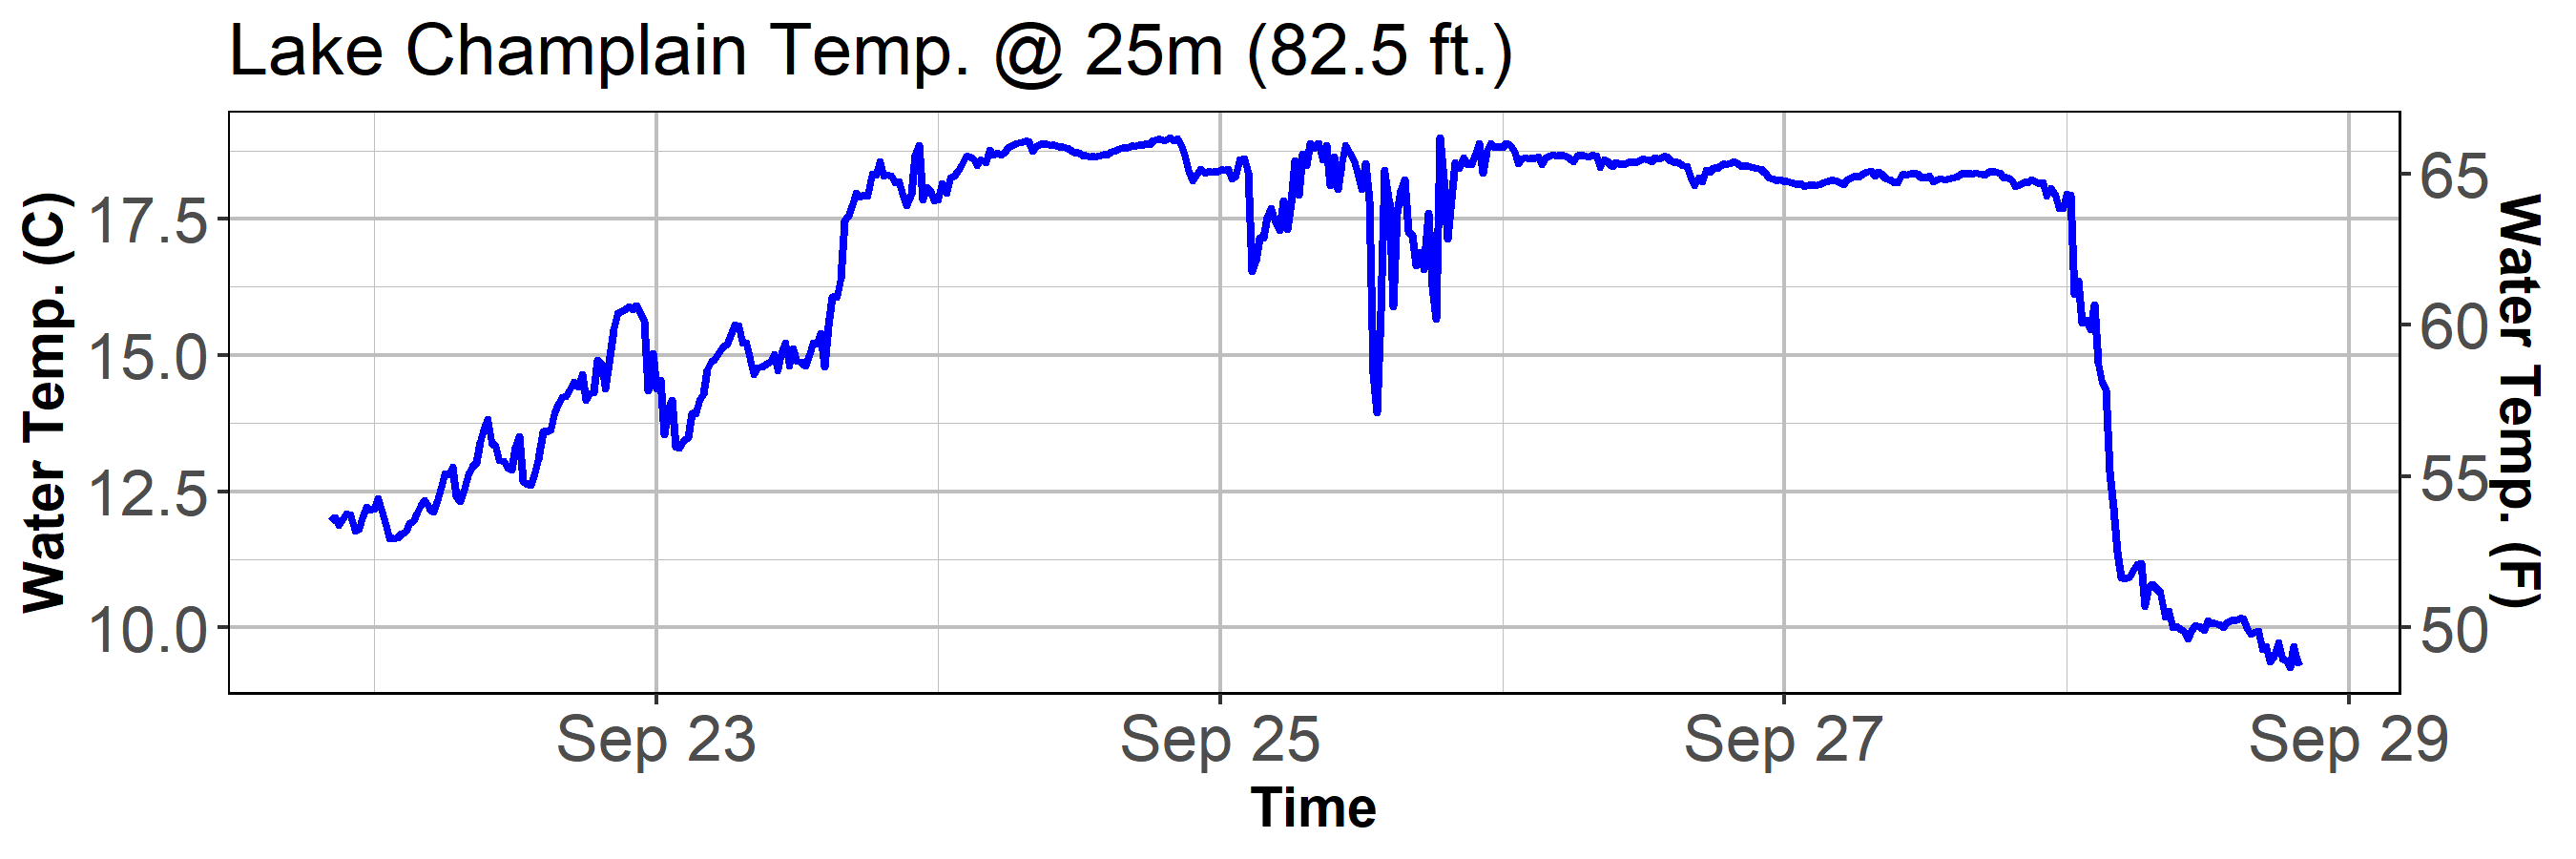 Lake Champlain Temp. @ 25m (82.5 ft.)
Water Temp. (C)
17.5
15.0
12.5
10.0
65
60
55
50
Water Temp. (F)
Sep 23
Sep 25
Sep 27
Sep 29
Time